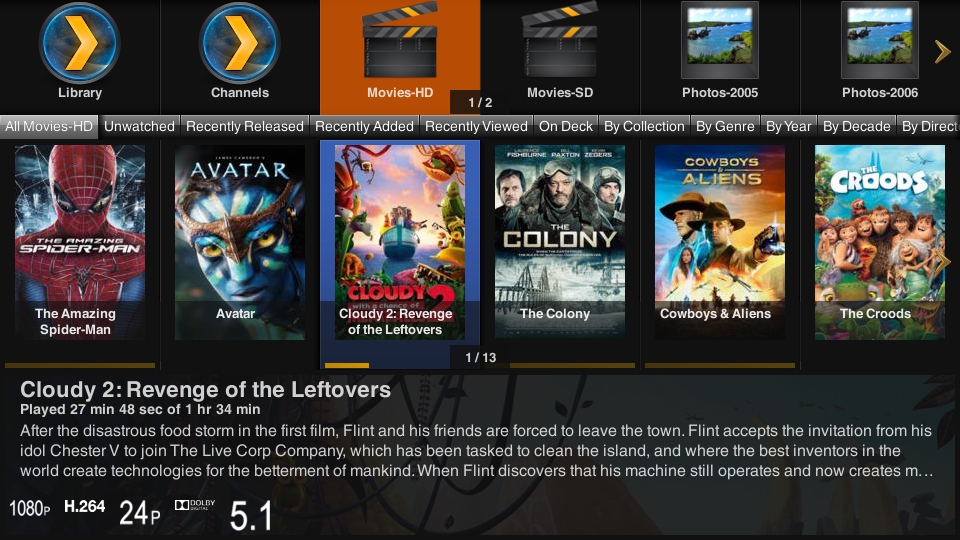 Library
Channels
Movies-HD
Movies-SD
Photos-2005
Photos-2006
1 / 2
All Movies-HD
Unwatched
Recently Released
Recently Added
Recently Viewed
On Deck
By Collection
By Genre
By Year
By Decade
By Direct
THE AMAZING
SPIDER-MAN
The Amazing
Spider-Man
JAMES CAMERON'S
AVATAR
Avatar
CLOUDY
with a chance of
2
Cloudy 2: Revenge
of the Leftovers
LAURENCE FISHBURNE
BILL PAXTON
KEVIN ZEGERS
THE
COLONY
The Colony
COWBOYS
&
ALIENS
Cowboys & Aliens
THE
CROODS
The Croods
1 / 13
Cloudy 2: Revenge of the Leftovers
Played 27 min 48 sec of 1 hr 34 min
After the disastrous food storm in the first film, Flint and his friends are forced to leave the town. Flint accepts the invitation from his
idol Chester V to join The Live Corp Company, which has been tasked to clean the island, and where the best inventors in the
world create technologies for the betterment of mankind. When Flint discovers that his machine still operates and now creates m...
1080P
H.264
24P
DOLBY
DIGITAL
5.1